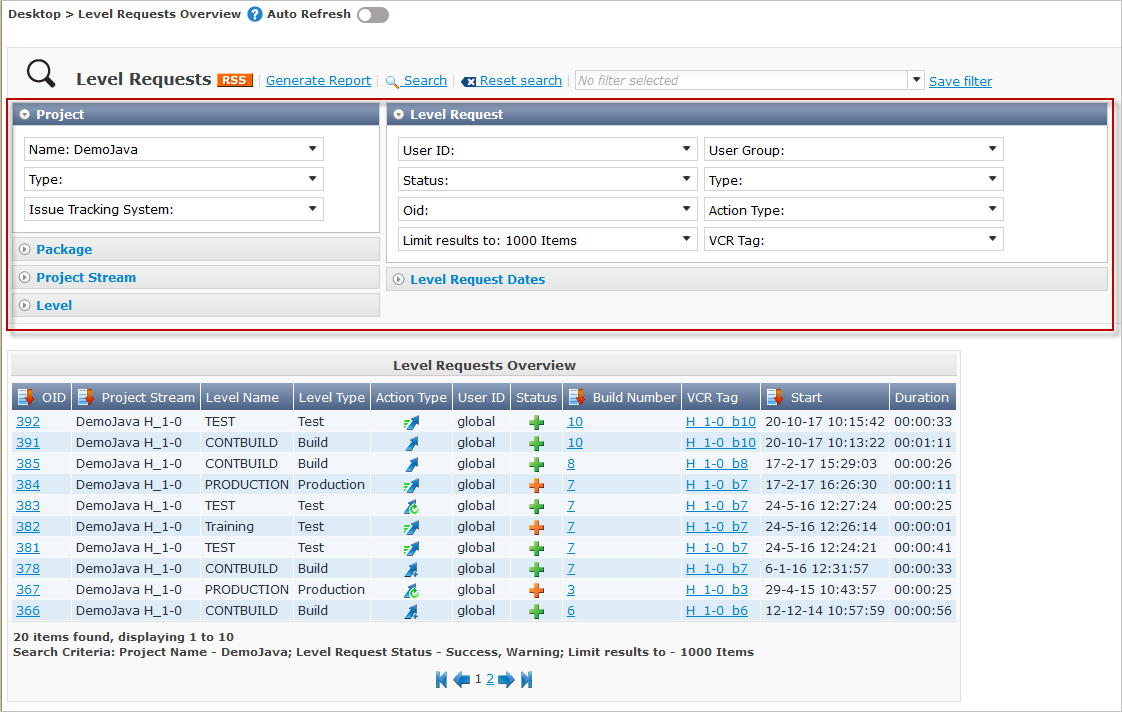 Desktop > Level Requests Overview ? Auto Refresh
Level Requests RSS Generate Report Search Reset search No filter selected Save filter
Project
Name: DemoJava
Type:
Issue Tracking System:
Package
Project Stream
Level
Level Request
User ID: User Group:
Status: Type:
Oid: Action Type:
Limit results to: 1000 Items VCR Tag:
Level Request Dates
Level Requests Overview
OID Project Stream Level Name Level Type Action Type User ID Status Build Number VCR Tag Start Duration
392 DemoJava H_1-0 TEST Test global 10 H_1-0_b10 20-10-17 10:15:42 00:00:33
391 DemoJava H_1-0 CONTBUILD Build global 10 H_1-0_b10 20-10-17 10:13:22 00:01:11
385 DemoJava H_1-0 CONTBUILD Build global 8 H_1-0_b8 17-2-17 15:29:03 00:00:26
384 DemoJava H_1-0 PRODUCTION Production global 7 H_1-0_b7 17-2-17 16:26:30 00:00:11
383 DemoJava H_1-0 TEST Test global 7 H_1-0_b7 24-5-16 12:27:24 00:00:25
382 DemoJava H_1-0 Training Test global 7 H_1-0_b7 24-5-16 12:26:14 00:00:01
381 DemoJava H_1-0 TEST Test global 7 H_1-0_b7 24-5-16 12:24:21 00:00:41
378 DemoJava H_1-0 CONTBUILD Build global 7 H_1-0_b7 6-1-16 12:31:57 00:00:33
367 DemoJava H_1-0 PRODUCTION Production global 3 H_1-0_b3 29-4-15 10:43:57 00:00:25
366 DemoJava H_1-0 CONTBUILD Build global 6 H_1-0_b6 12-12-14 10:57:59 00:00:56
20 items found, displaying 1 to 10
Search Criteria: Project Name - DemoJava; Level Request Status - Success, Warning; Limit results to - 1000 Items
1 2